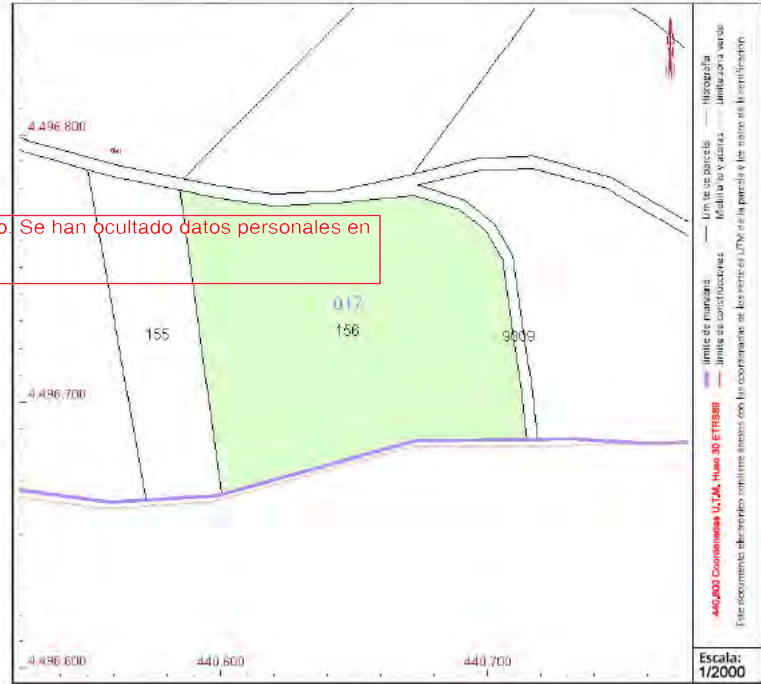 4,496,800
o. Se han ocultado datos personales en
017
156
155
9009
4,496,700
4,496,600
440,600
440,700
Límite de manzana
Límite de parcela
Hidrografía
Límite de construcciones
Mobiliario y aceras
Límite zona verde
440,800 Coordenadas U.T.M. Huso 30 ETRS89
Este documento electrónico contiene anexos con las coordenadas de los vértices UTM de la parcela y los datos de la certificación
Escala:
1/2000